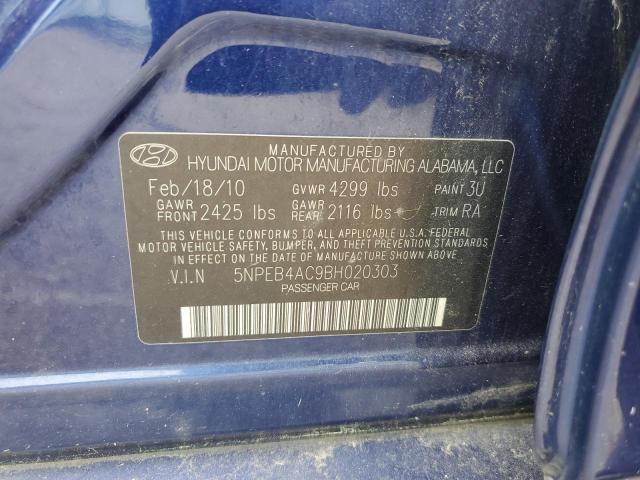 MANUFACTURED BY
HYUNDAI MOTOR MANUFACTURING ALABAMA, LLC
Feb/18/10 GVWR 4299 lbs PAINT 3U
GAWR FRONT 2425 lbs GAWR REAR 2116 lbs TRIM RA
THIS VEHICLE CONFORMS TO ALL APPLICABLE U.S.A. FEDERAL
MOTOR VEHICLE SAFETY, BUMPER, AND THEFT PREVENTION STANDARDS
IN EFFECT ON THE DATE OF MANUFACTURE SHOWN ABOVE
V.I.N 5NPEB4AC9BH020303
PASSENGER CAR